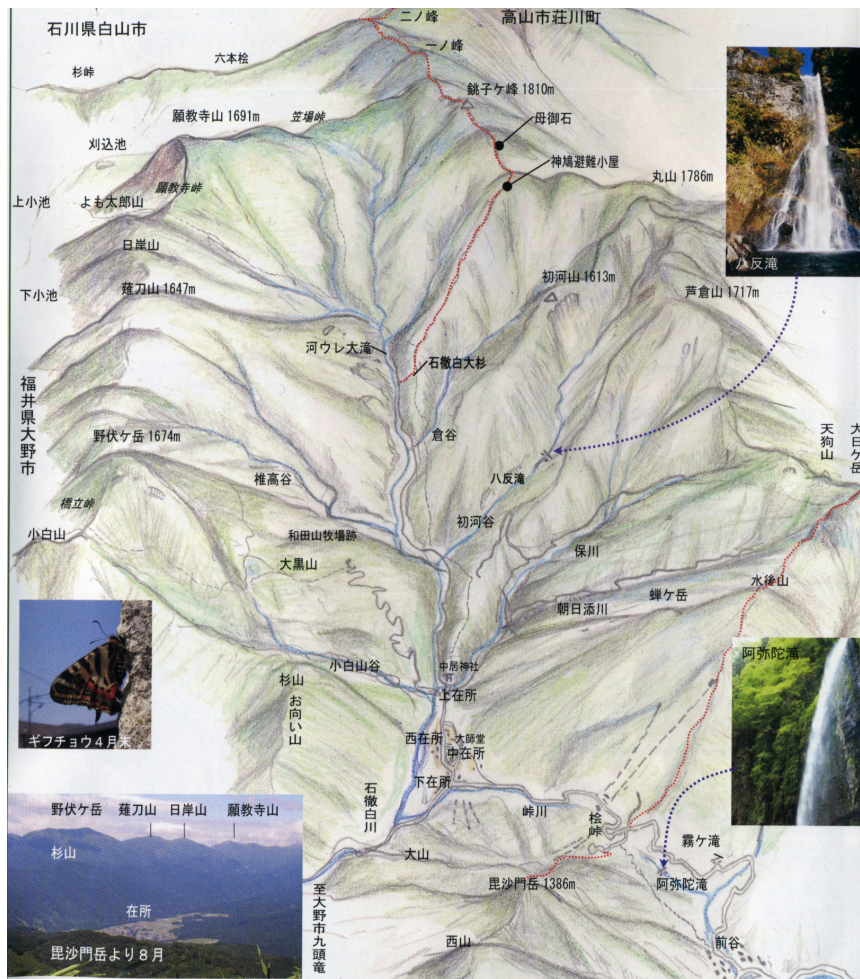 石川県白山市
二ノ峰
高山市荘川町
一ノ峰
六本桧
杉峠
銚子ケ峰 1810m
願教寺山 1691m
笠場峠
母御石
刈込池
神鳩避難小屋
丸山 1786m
願教寺峠
上小池
よも太郎山
八反滝
日岸山
初河山 1613m
薙刀山 1647m
芦倉山 1717m
下小池
河ウレ大滝
石徹白大杉
福井県大野市
野伏ケ岳 1674m
倉谷
天狗山
大日ケ岳
椎高谷
八反滝
橋立峠
初河谷
小白山
和田山牧場跡
保川
大黒山
水後山
蝉ケ岳
朝日添川
阿弥陀滝
中居神社
小白山谷
杉山
上在所
お向い山
ギフチョウ4月末
西在所
大師堂
中在所
下在所
石徹白川
峠川
桧峠
野伏ケ岳
薙刀山
日岸山
願教寺山
霧ケ滝
杉山
大山
毘沙門岳 1386m
阿弥陀滝
在所
至大野市九頭竜
西山
前谷
毘沙門岳より8月